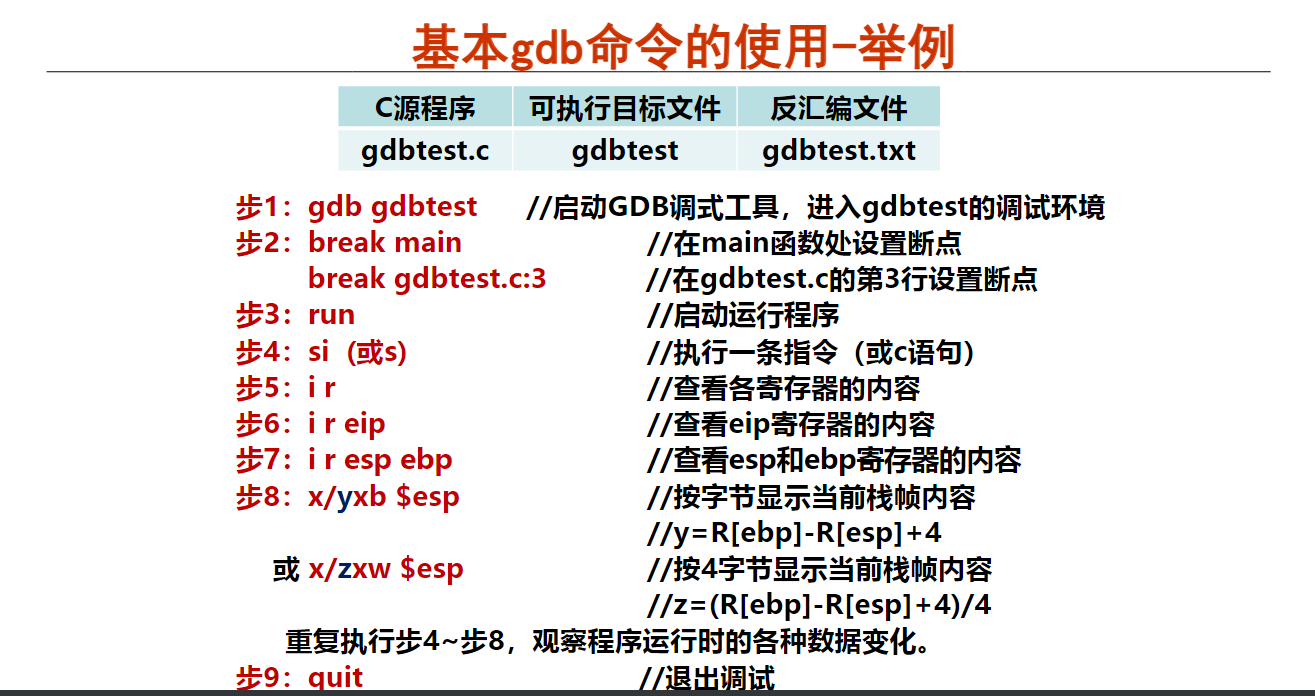 基本gdb命令的使用-举例
C源程序 可执行目标文件 反汇编文件
gdbtest.c gdbtest gdbtest.txt
步1：gdb gdbtest //启动GDB调式工具，进入gdbtest的调试环境
步2：break main //在main函数处设置断点
break gdbtest.c:3 //在gdbtest.c的第3行设置断点
步3：run //启动运行程序
步4：si（或s) //执行一条指令（或c语句）
步5：i r //查看各寄存器的内容
步6：i r eip //查看eip寄存器的内容
步7：i r esp ebp //查看esp和ebp寄存器的内容
步8：x/yxb $esp //按字节显示当前栈帧内容
//y=R[ebp]-R[esp]+4
或 x/zxw $esp //按4字节显示当前栈帧内容
//z=(R[ebp]-R[esp]+4)/4
重复执行步4~步8，观察程序运行时的各种数据变化。
步9：quit //退出调试